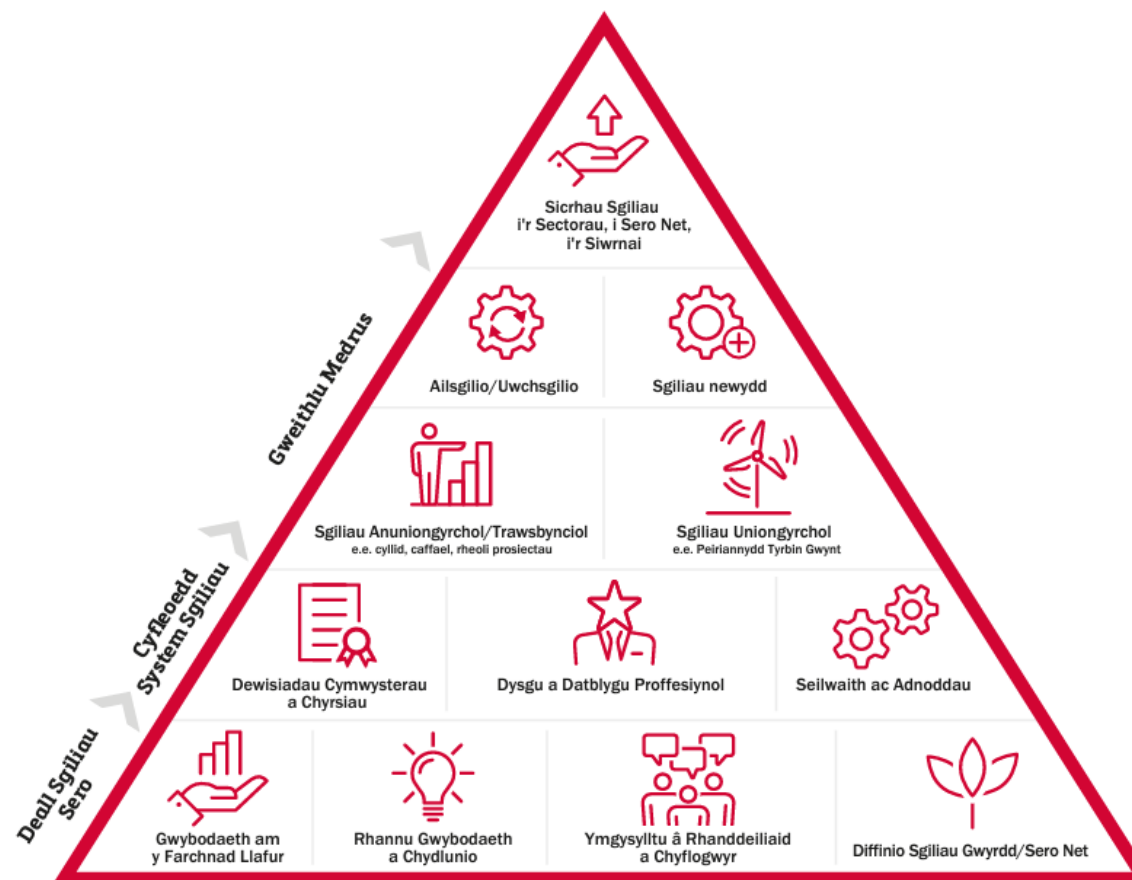 Sicrhau Sgiliau
i'r Sectorau, i Sero Net,
i'r Siwrnai
Gweithlu Medrus
Ailsgilio/Uwchsgilio
Sgiliau newydd
Sgiliau Anuniongyrchol/Trawsbynciol
e.e. cyllid, caffael, rheoli prosiectau
Sgiliau Uniongyrchol
e.e. Peiriannydd Tyrbin Gwynt
Cyfleoedd
System Sgiliau
Dewisiadau Cymwysterau
a Chyrsiau
Dysgu a Datblygu Proffesiynol
Seilwaith ac Adnoddau
Deall Sgiliau
Sero
Gwybodaeth am
y Farchnad Llafur
Rhannu Gwybodaeth
a Chydlunio
Ymgysylltu â Rhanddeiliaid
a Chyflogwyr
Diffinio Sgiliau Gwyrdd/Sero Net